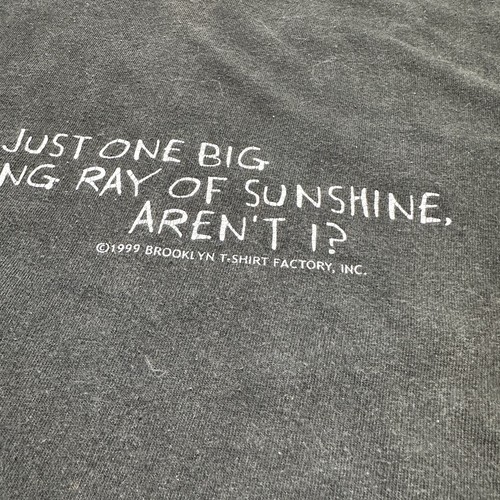 JUST ONE BIG
NG RAY OF SUNSHINE,
AREN'T I?
©1999 BROOKLYN T-SHIRT FACTORY, INC.